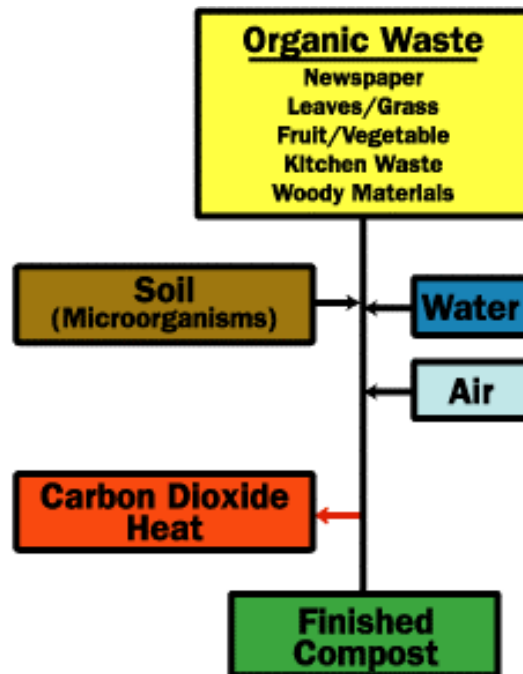 Organic Waste
Newspaper
Leaves/Grass
Fruit/Vegetable
Kitchen Waste
Woody Materials
Soil
(Microorganisms)
Water
Air
Carbon Dioxide
Heat
Finished
Compost